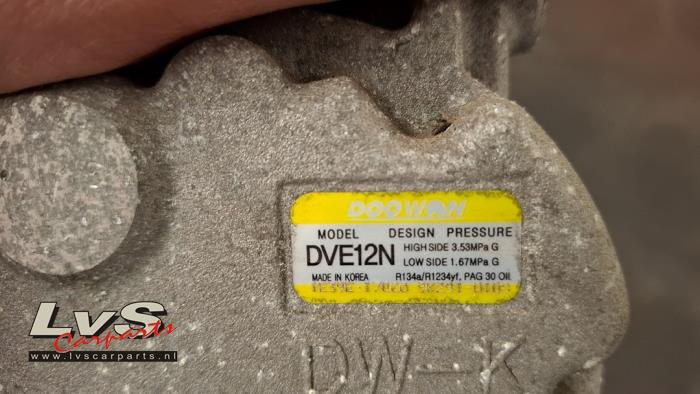 DOOWON
MODEL DESIGN PRESSURE
DVE12N HIGH SIDE 3.53MPa G
LOW SIDE 1.67MPa G
MADE IN KOREA R134a/R1234yf, PAG 30 OIL
LvS
Carparts
www.lvscarparts.nl
DW-K